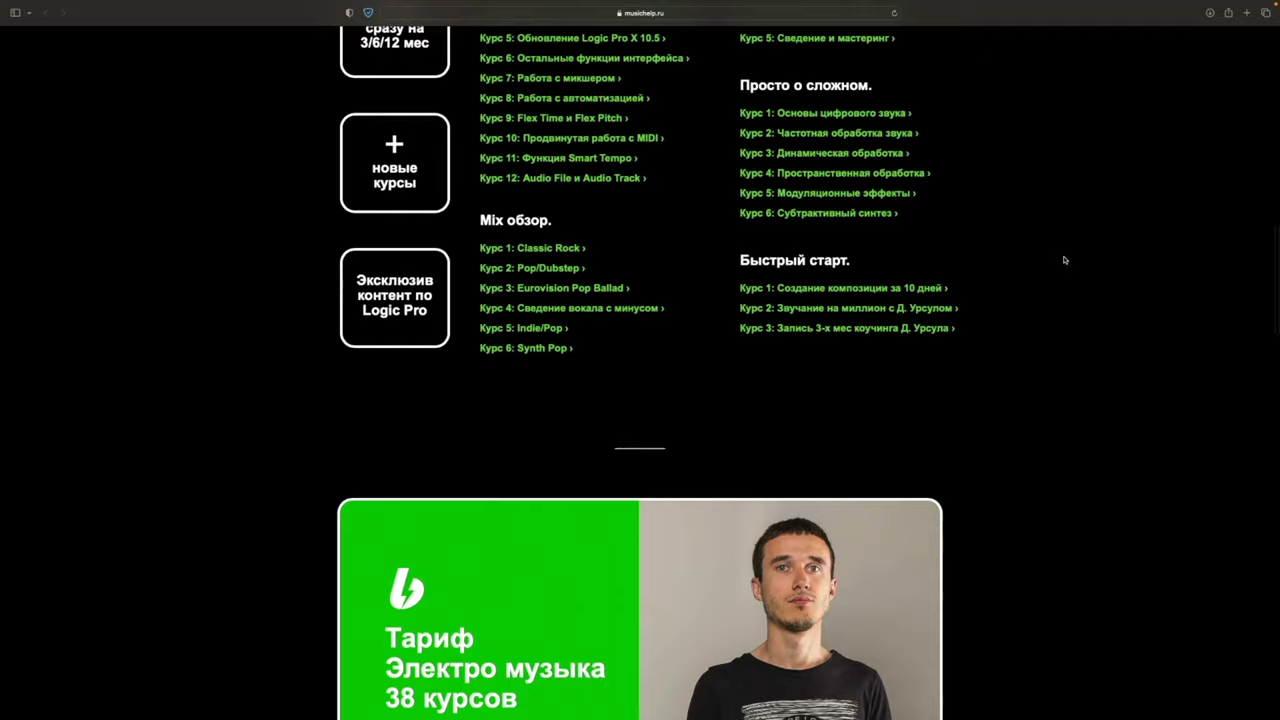 musichelp.ru
сразу на
3/6/12 мес
+
новые
курсы
Эксклюзив
контент по
Logic Pro
Курс 5: Обновление Logic Pro X 10.5 ›
Курс 6: Остальные функции интерфейса ›
Курс 7: Работа с микшером ›
Курс 8: Работа с автоматизацией ›
Курс 9: Flex Time и Flex Pitch ›
Курс 10: Продвинутая работа с MIDI ›
Курс 11: Функция Smart Tempo ›
Курс 12: Audio File и Audio Track ›
Mix обзор.
Курс 1: Classic Rock ›
Курс 2: Pop/Dubstep ›
Курс 3: Eurovision Pop Ballad ›
Курс 4: Сведение вокала с минусом ›
Курс 5: Indie/Pop ›
Курс 6: Synth Pop ›
Курс 5: Сведение и мастеринг ›
Просто о сложном.
Курс 1: Основы цифрового звука ›
Курс 2: Частотная обработка звука ›
Курс 3: Динамическая обработка ›
Курс 4: Пространственная обработка ›
Курс 5: Модуляционные эффекты ›
Курс 6: Субтрактивный синтез ›
Быстрый старт.
Курс 1: Создание композиции за 10 дней ›
Курс 2: Звучание на миллион с Д. Урсулом ›
Курс 3: Запись 3-х мес коучинга Д. Урсула ›
Тариф
Электро музыка
38 курсов